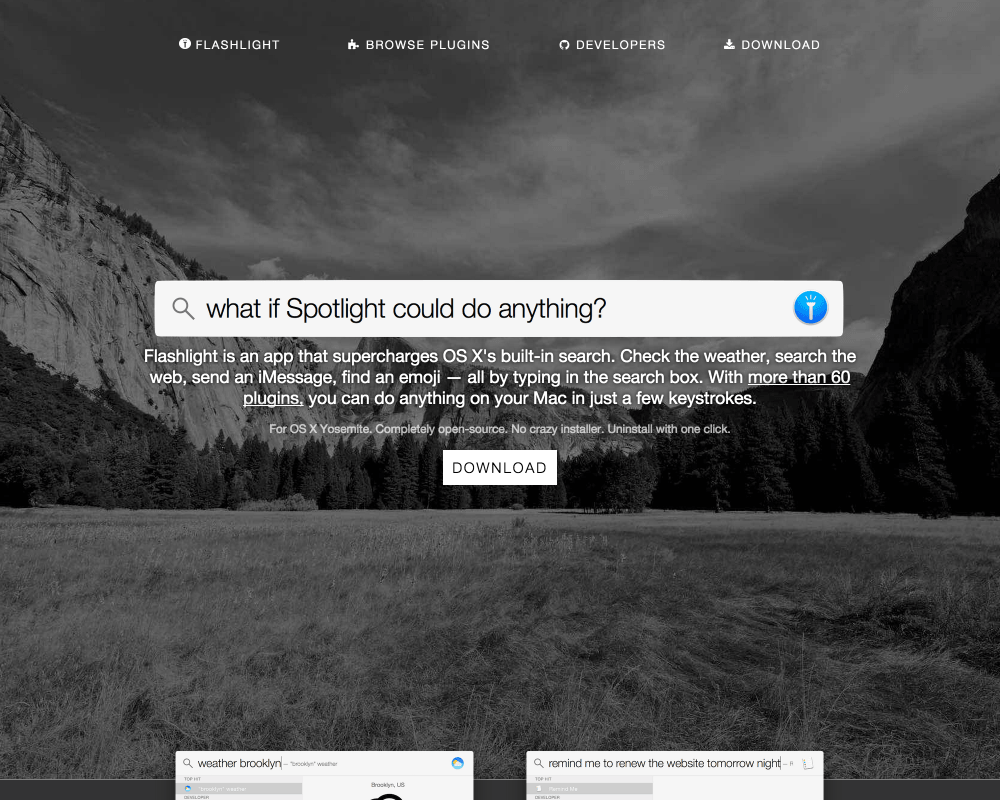 FLASHLIGHT
BROWSE PLUGINS
DEVELOPERS
DOWNLOAD
what if Spotlight could do anything?
Flashlight is an app that supercharges OS X's built-in search. Check the weather, search the
web, send an iMessage, find an emoji — all by typing in the search box. With more than 60
plugins, you can do anything on your Mac in just a few keystrokes.
For OS X Yosemite. Completely open-source. No crazy installer. Uninstall with one click.
DOWNLOAD
weather brooklyn — "brooklyn" weather
TOP HIT
"brooklyn" weather
DEVELOPER
Brooklyn, US
remind me to renew the website tomorrow night — R
TOP HIT
Remind Me
DEVELOPER